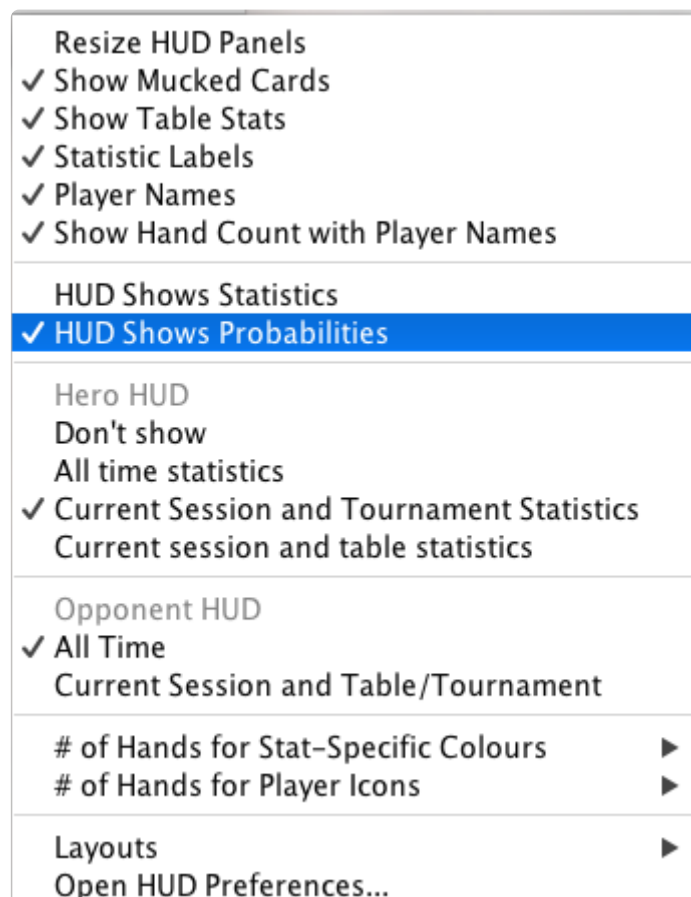 Resize HUD Panels
✓ Show Mucked Cards
✓ Show Table Stats
✓ Statistic Labels
✓ Player Names
✓ Show Hand Count with Player Names
HUD Shows Statistics
✓ HUD Shows Probabilities
Hero HUD
Don't show
All time statistics
✓ Current Session and Tournament Statistics
Current session and table statistics
Opponent HUD
✓ All Time
Current Session and Table/Tournament
# of Hands for Stat-Specific Colours
# of Hands for Player Icons
Layouts
Open HUD Preferences...